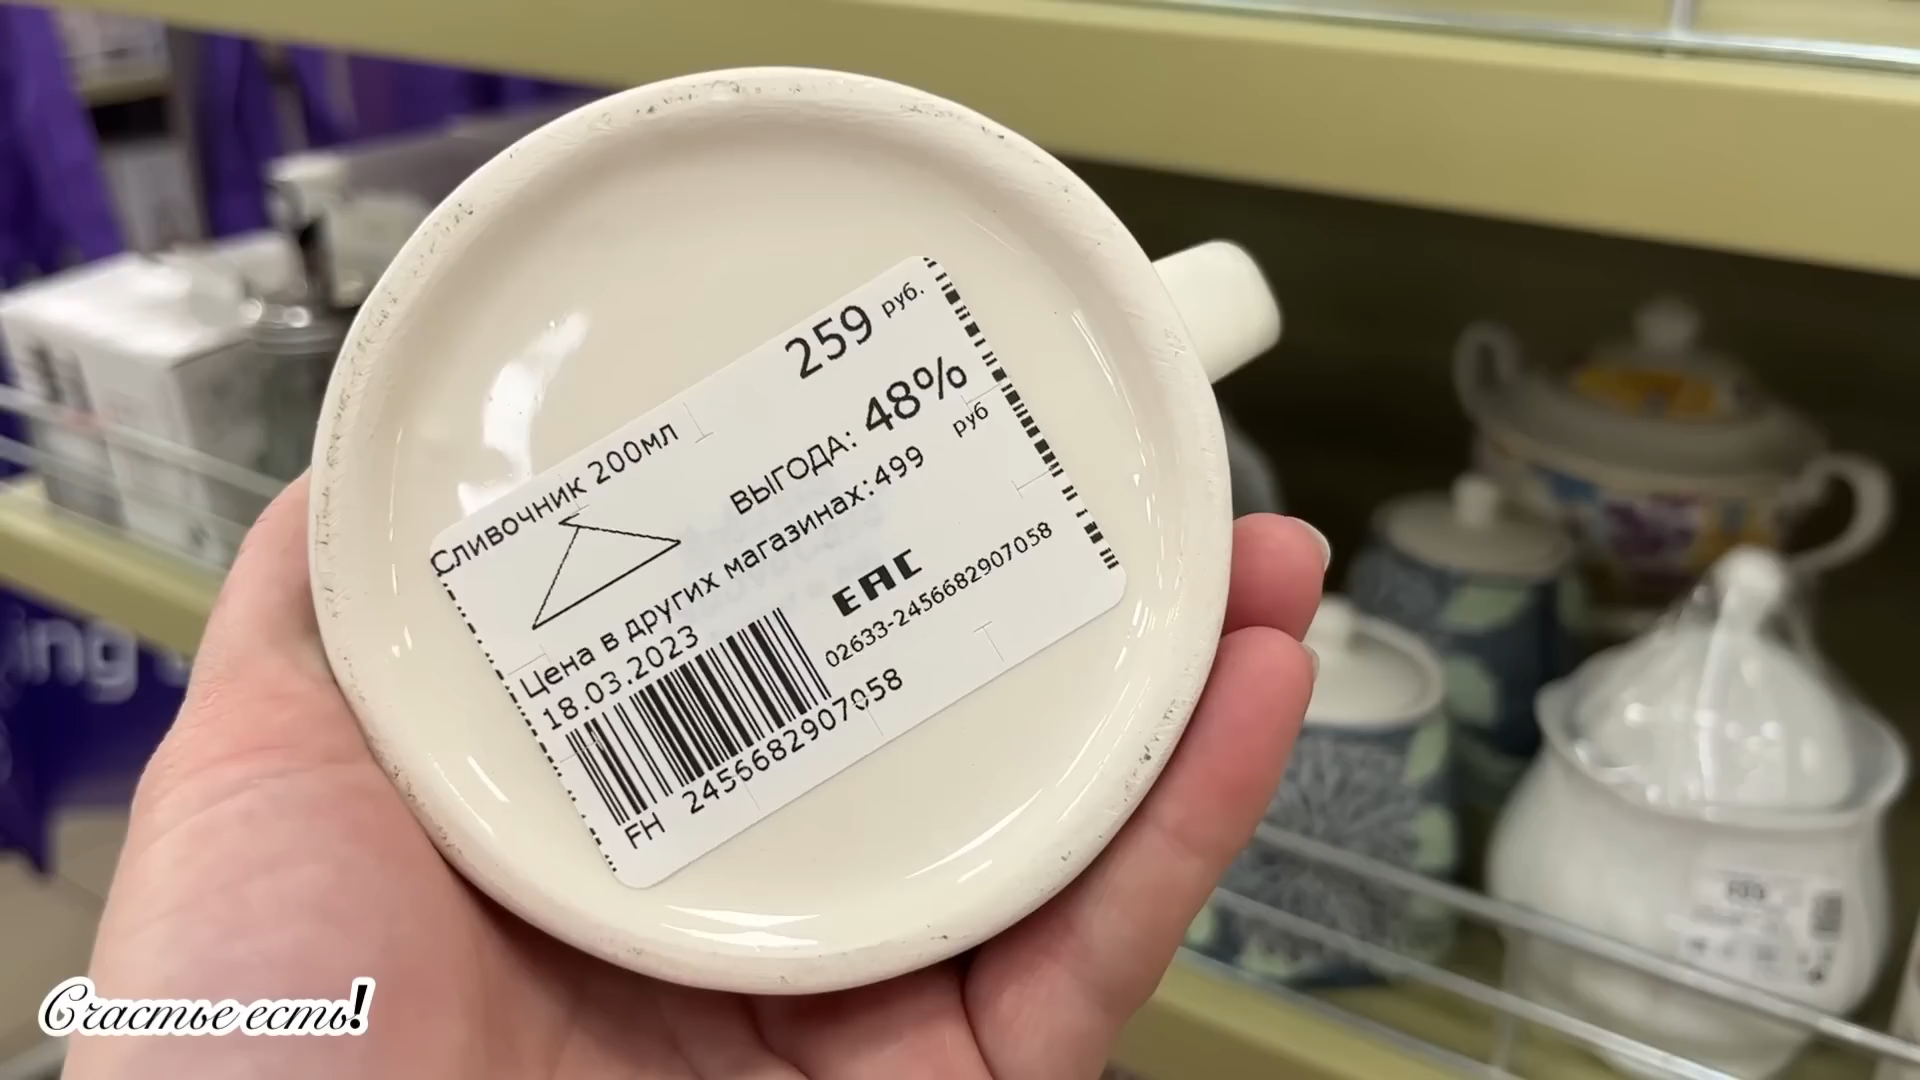 259 руб.
Сливочник 200мл
ВЫГОДА: 48%
Цена в других магазинах:499 руб
18.03.2023
EAC
02633-2456682907058
FH 2456682907058
ing
Счастье есть!